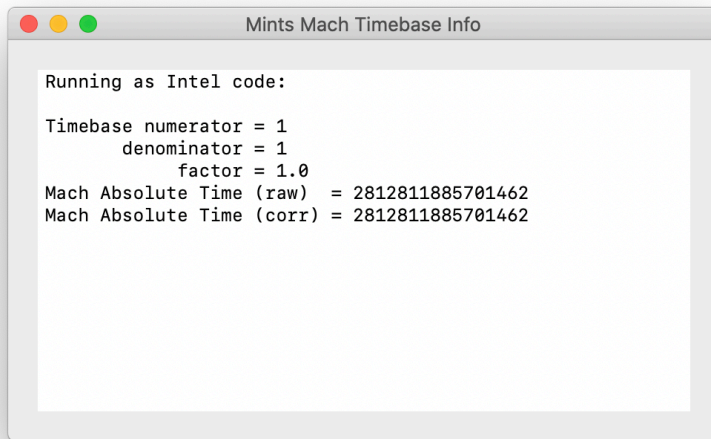 Mints Mach Timebase Info
Running as Intel code:
Timebase numerator = 1
denominator = 1
factor = 1.0
Mach Absolute Time (raw)  = 2812811885701462
Mach Absolute Time (corr) = 2812811885701462